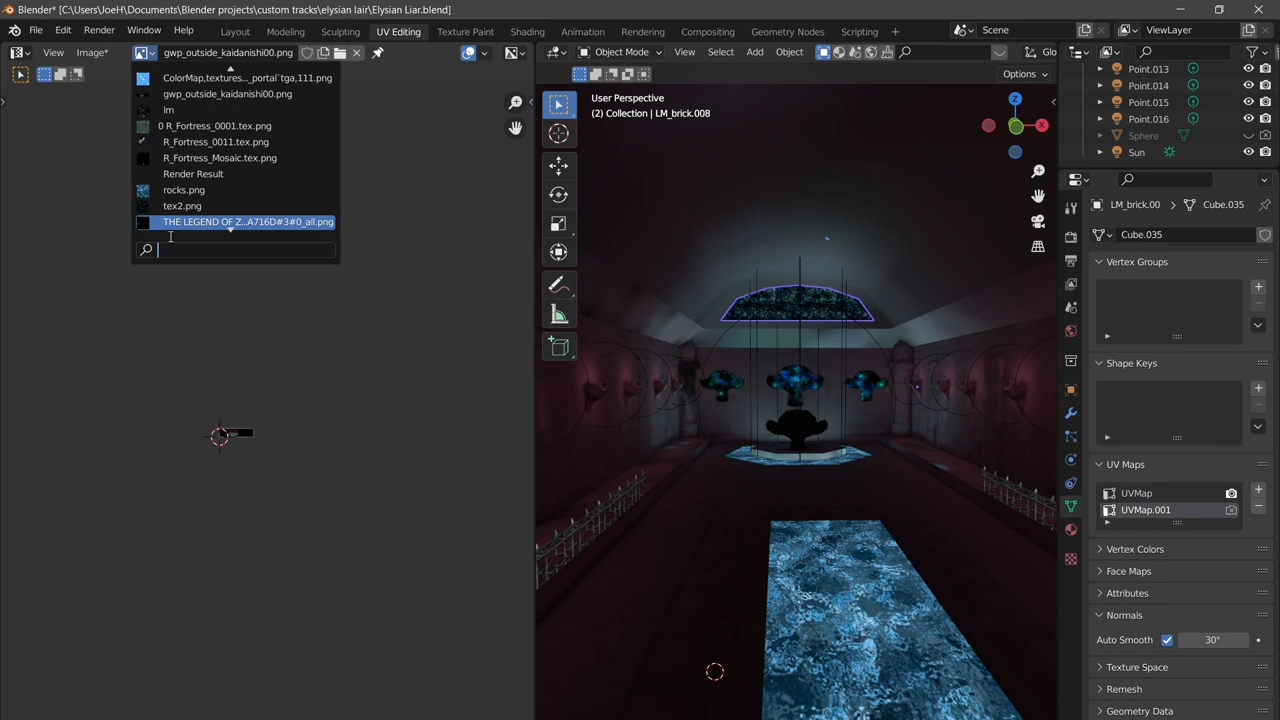 Blender* [C:\Users\JoeH\Documents\Blender projects\custom tracks\elysian lair\Elysian Liar.blend]
File Edit Render Window Help Layout Modeling Sculpting UV Editing Texture Paint Shading Animation Rendering Compositing Geometry Nodes Scripting Scene ViewLayer
View Image* gwp_outside_kaidanishi00.png Object Mode View Select Add Object Glo
Options
ColorMap,textures..._portal`tga,111.png
gwp_outside_kaidanishi00.png
lm
0 R_Fortress_0001.tex.png
R_Fortress_0011.tex.png
R_Fortress_Mosaic.tex.png
Render Result
rocks.png
tex2.png
THE LEGEND OF Z...A716D#3#0_all.png
User Perspective
(2) Collection | LM_brick.008
Z
X
Point.013
Point.014
Point.015
Point.016
Sphere
Sun
LM_brick.00 Cube.035
Cube.035
Vertex Groups
Shape Keys
UV Maps
UVMap
UVMap.001
Vertex Colors
Face Maps
Attributes
Normals
Auto Smooth 30°
Texture Space
Remesh
Geometry Data